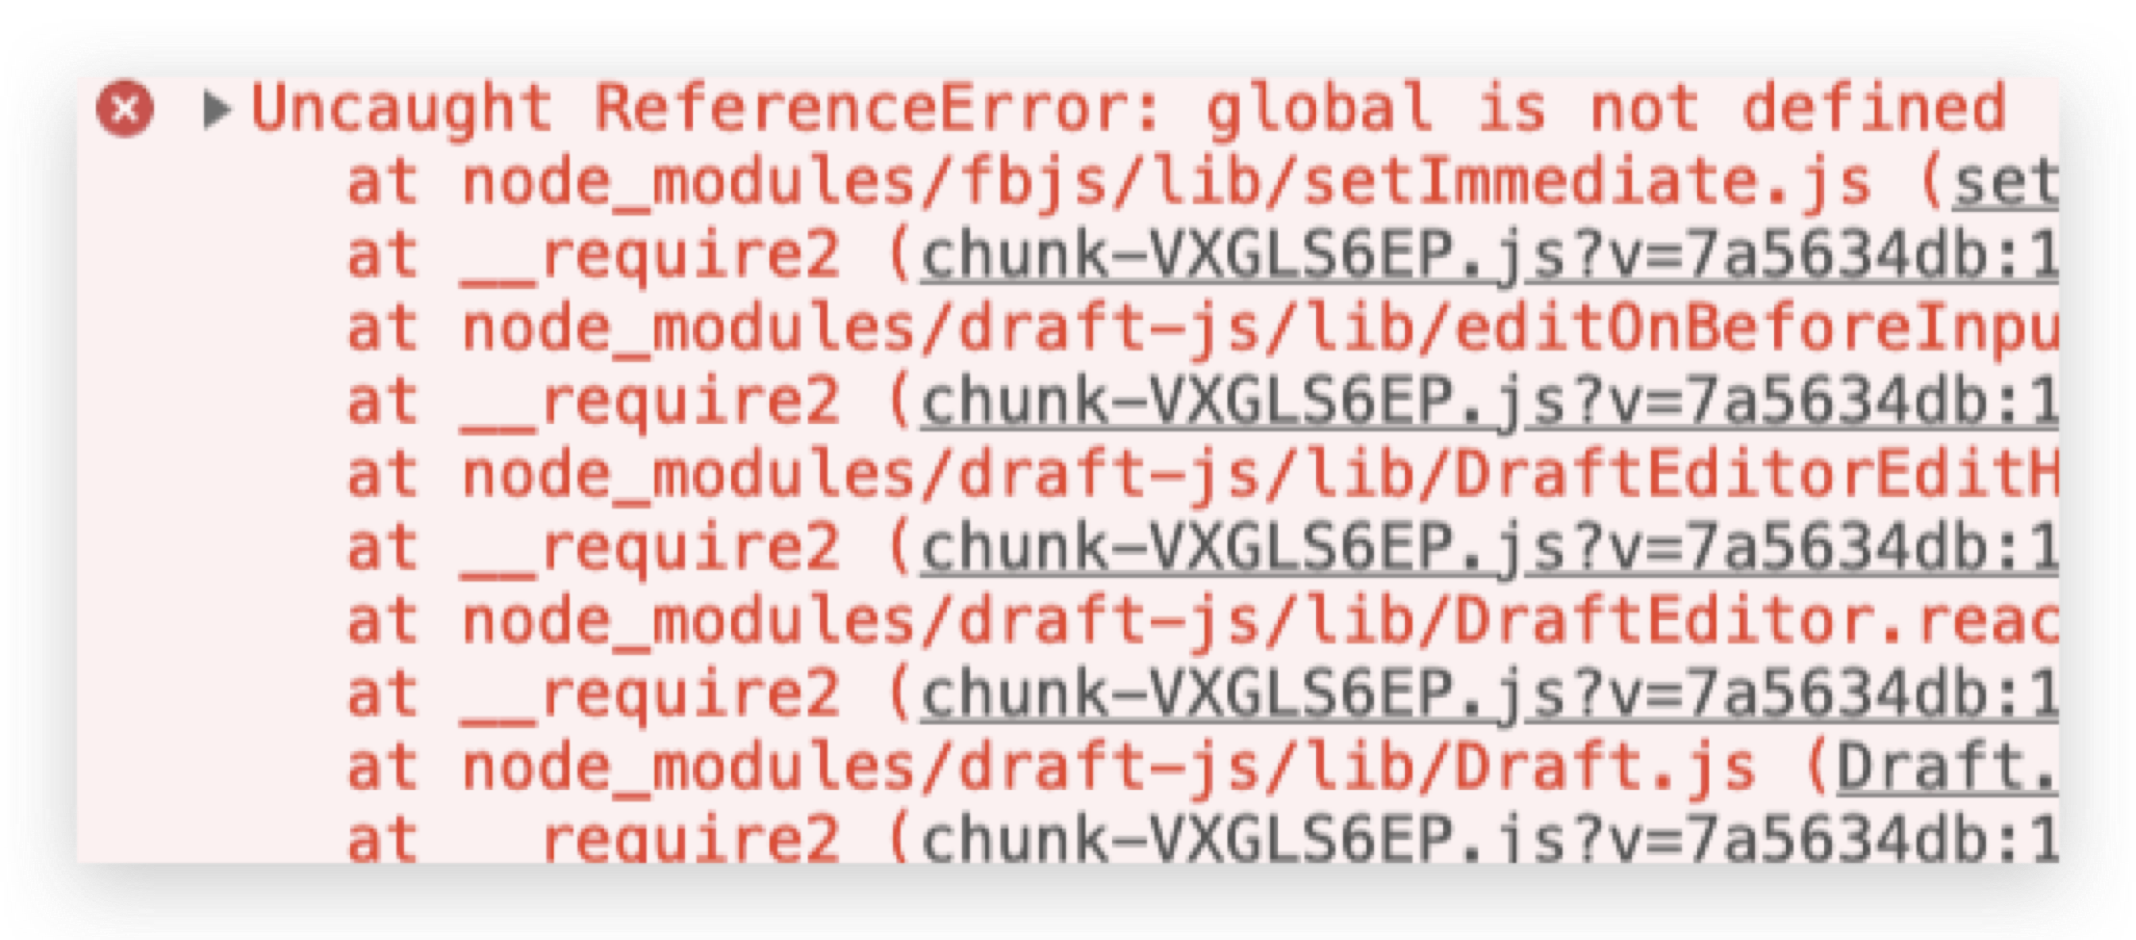 Uncaught ReferenceError: global is not defined
at node_modules/fbjs/lib/setImmediate.js (set
at __require2 (chunk-VXGLS6EP.js?v=7a5634db:1
at node_modules/draft-js/lib/editOnBeforeInpu
at __require2 (chunk-VXGLS6EP.js?v=7a5634db:1
at node_modules/draft-js/lib/DraftEditorEditH
at __require2 (chunk-VXGLS6EP.js?v=7a5634db:1
at node_modules/draft-js/lib/DraftEditor.reac
at __require2 (chunk-VXGLS6EP.js?v=7a5634db:1
at node_modules/draft-js/lib/Draft.js (Draft.
at require2 (chunk-VXGLS6EP.js?v=7a5634db:1